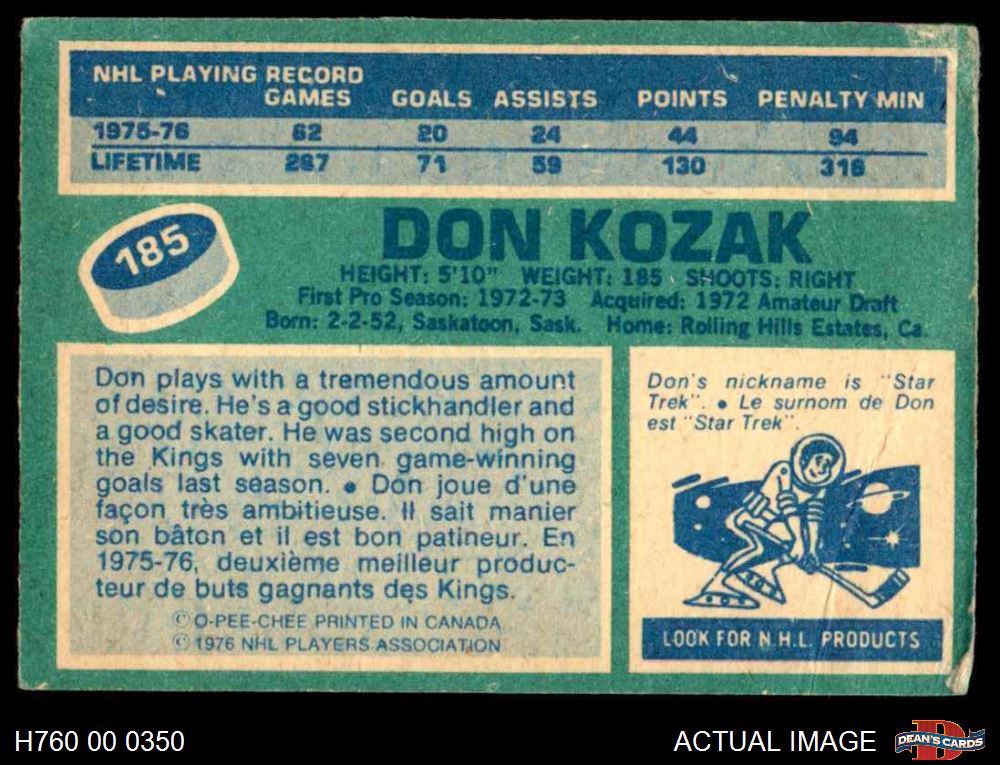 NHL PLAYING RECORD
GAMES GOALS ASSISTS POINTS PENALTY MIN
1975-76 62 20 24 44 94
LIFETIME 287 71 59 130 316
185
DON KOZAK
HEIGHT: 5'10" WEIGHT: 185 SHOOTS: RIGHT
First Pro Season: 1972-73 Acquired: 1972 Amateur Draft
Born: 2-2-52, Saskatoon, Sask. Home: Rolling Hills Estates, Ca.
Don plays with a tremendous amount
of desire. He's a good stickhandler and
a good skater. He was second high on
the Kings with seven game-winning
goals last season. ● Don joue d'une
façon très ambitieuse. Il sait manier
son bâton et il est bon patineur. En
1975-76, deuxième meilleur produc-
teur de buts gagnants des Kings.
© O-PEE-CHEE PRINTED IN CANADA
© 1976 NHL PLAYERS ASSOCIATION
Don's nickname is "Star
Trek". ● Le surnom de Don
est "Star Trek".
LOOK FOR N.H.L. PRODUCTS
H760 00 0350
ACTUAL IMAGE
DEAN'S CARDS